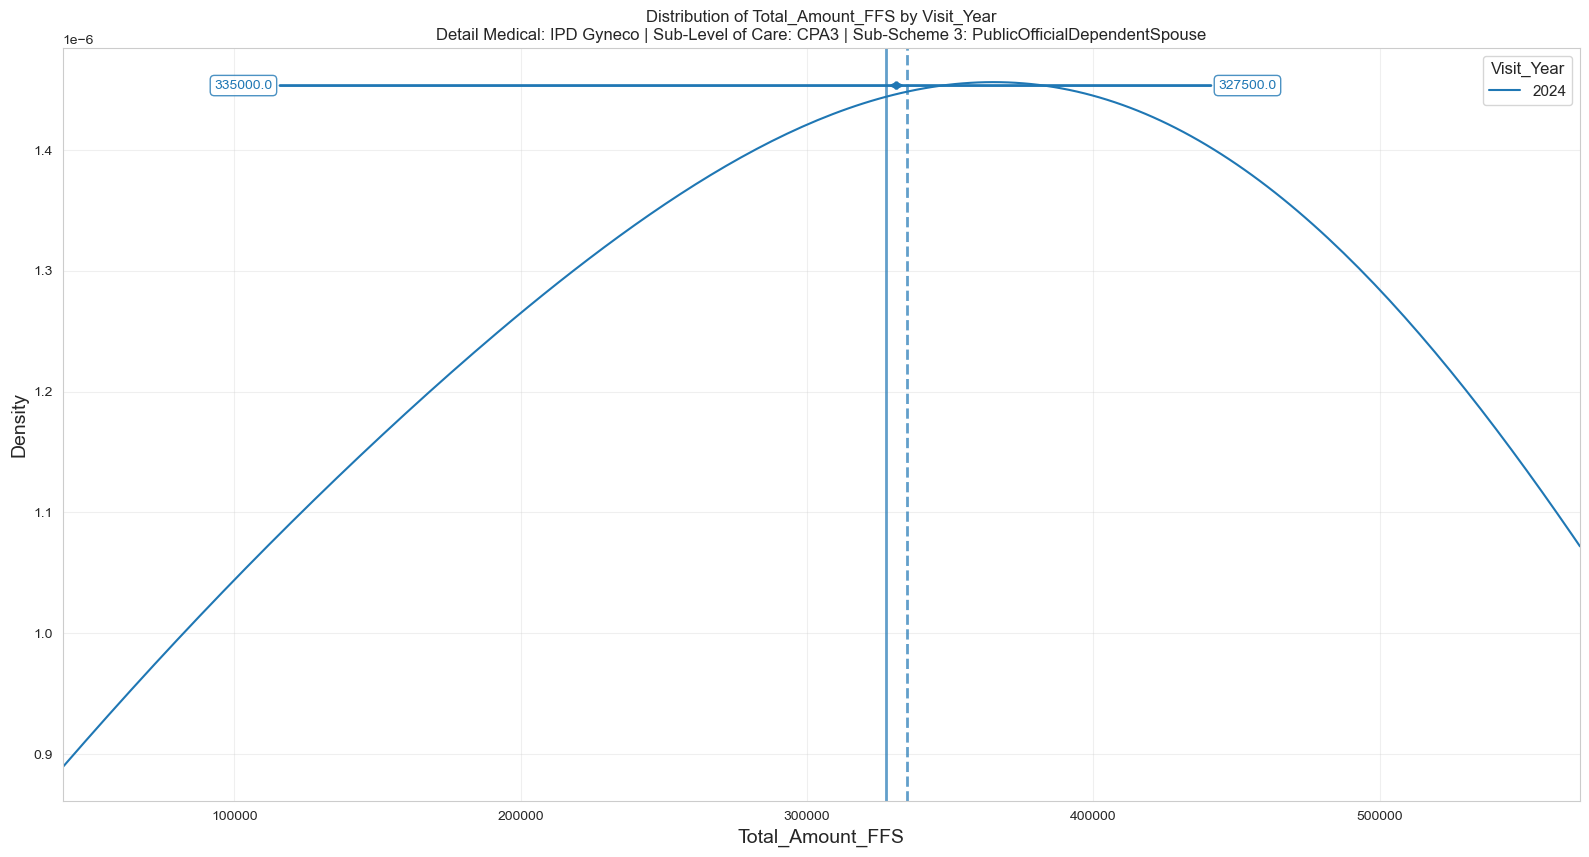 Distribution of Total_Amount_FFS by Visit_Year
Detail Medical: IPD Gyneco | Sub-Level of Care: CPA3 | Sub-Scheme 3: PublicOfficialDependentSpouse
1e−6
335000.0
327500.0
Visit_Year
2024
1.4
1.3
1.2
1.1
1.0
0.9
Density
100000
200000
300000
400000
500000
Total_Amount_FFS